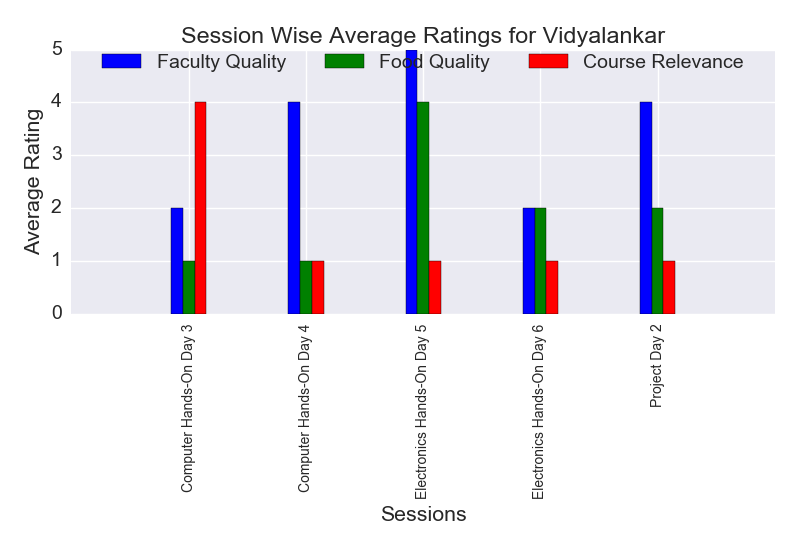 Session Wise Average Ratings for Vidyalankar
Faculty Quality
Food Quality
Course Relevance
Average Rating
5
4
3
2
1
0
Computer Hands-On Day 3
Computer Hands-On Day 4
Electronics Hands-On Day 5
Electronics Hands-On Day 6
Project Day 2
Sessions